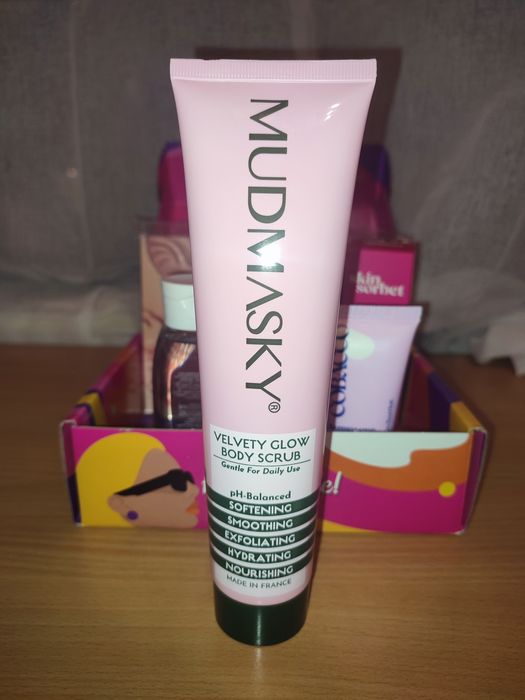 MUDMASKY®
VELVETY GLOW
BODY SCRUB
Gentle For Daily Use
pH-Balanced
SOFTENING
SMOOTHING
EXFOLIATING
HYDRATING
NOURISHING
MADE IN FRANCE
skin
sorbet